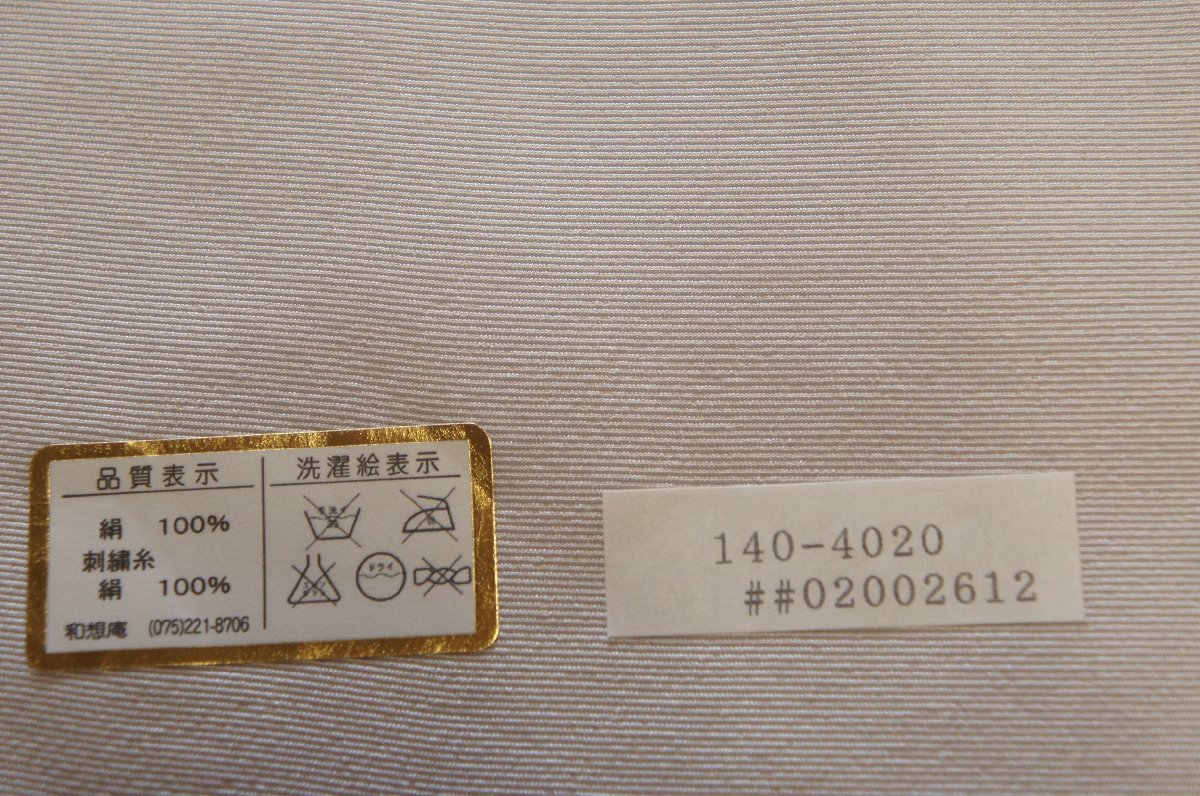 品質表示
絹 100%
刺繍糸
絹 100%
和想庵 (075)221-8706
洗濯絵表示
ドライ
140-4020
##02002612